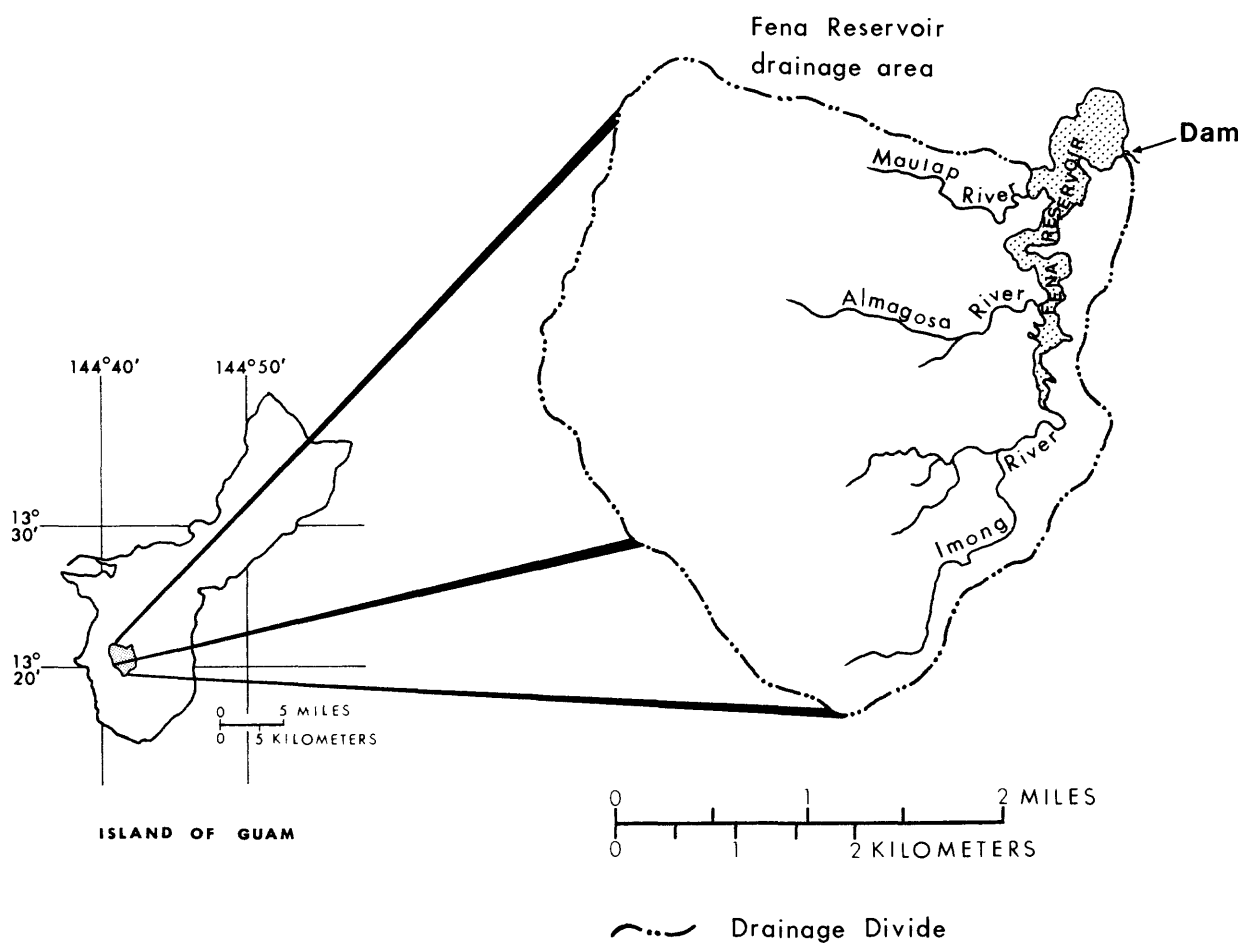 Fena Reservoir
drainage area
Dam
Maulap
River
FENA RESERVOIR
Almagosa River
River
Imong
144°40' 144°50'
13°
30'
13°
20'
0 5 MILES
0 5 KILOMETERS
ISLAND OF GUAM
0 1 2 MILES
0 1 2 KILOMETERS
Drainage Divide